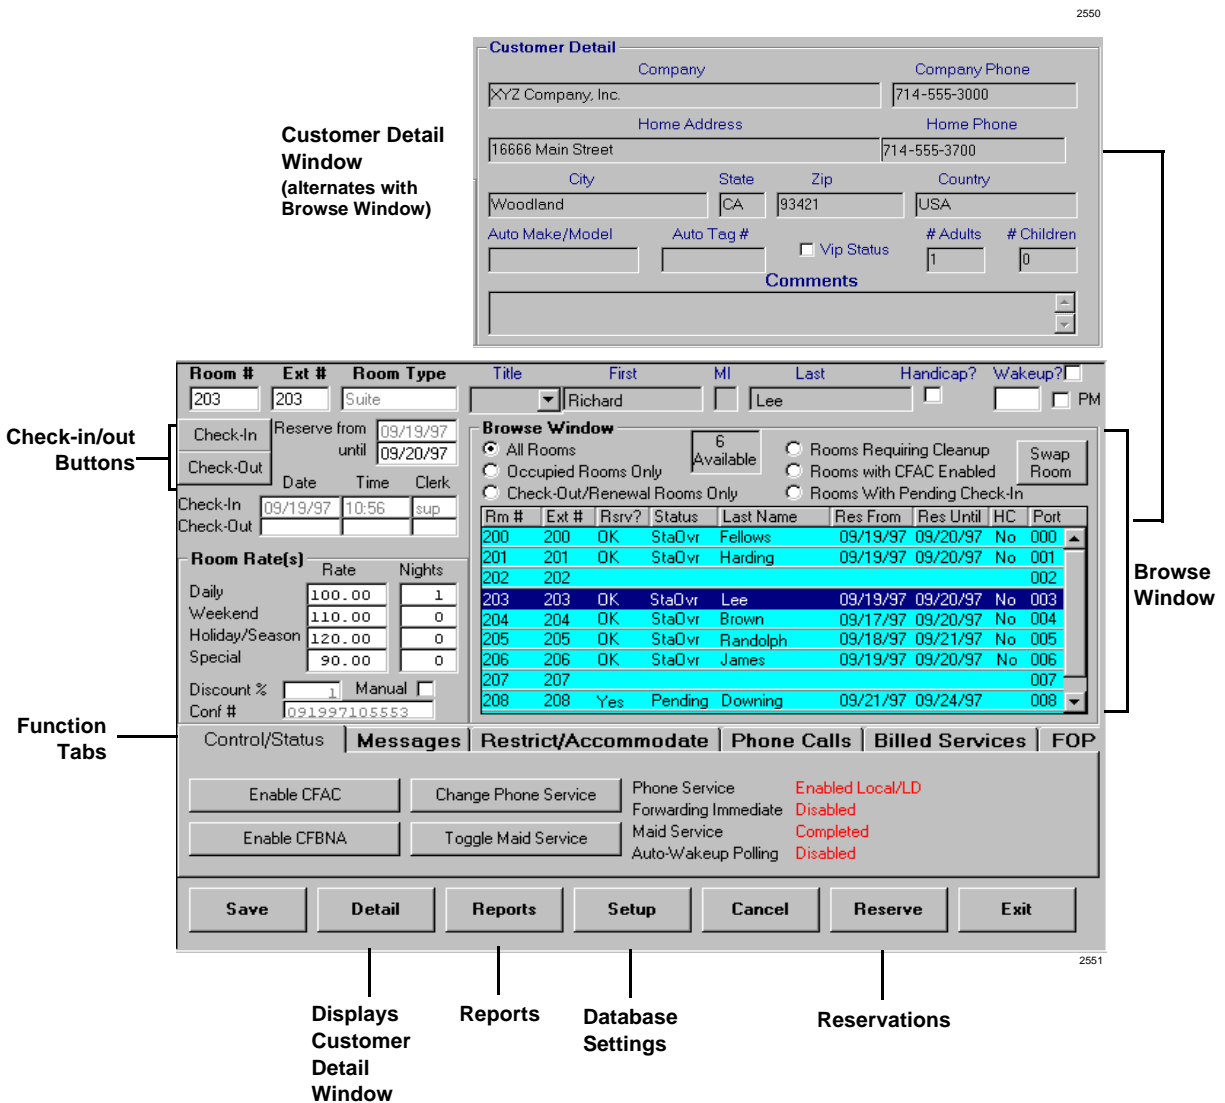 2550
Customer Detail
Company Company Phone
XYZ Company, Inc. 714-555-3000
Home Address Home Phone
16666 Main Street 714-555-3700
City State Zip Country
Woodland CA 93421 USA
Auto Make/Model Auto Tag # Vip Status # Adults # Children
1 0
Comments
Customer Detail
Window
(alternates with
Browse Window)
Room # Ext # Room Type Title First MI Last Handicap? Wakeup?
203 203 Suite Richard Lee PM
Check-in/out
Buttons
Check-In Reserve from 09/19/97
Check-Out until 09/20/97
Date Time Clerk
Check-In 09/19/97 10:56 sup
Check-Out
Browse Window
All Rooms
Occupied Rooms Only
Check-Out/Renewal Rooms Only
6
Available
Rooms Requiring Cleanup
Rooms with CFAC Enabled
Rooms With Pending Check-In
Swap
Room
Rm # Ext # Rsrv? Status Last Name Res From Res Until HC Port
200 200 OK StaOvr Fellows 09/19/97 09/20/97 No 000
201 201 OK StaOvr Harding 09/19/97 09/20/97 No 001
202 202 002
203 203 OK StaOvr Lee 09/19/97 09/20/97 No 003
204 204 OK StaOvr Brown 09/17/97 09/20/97 No 004
205 205 OK StaOvr Randolph 09/18/97 09/21/97 No 005
206 206 OK StaOvr James 09/19/97 09/20/97 No 006
207 207 007
208 208 Yes Pending Downing 09/21/97 09/24/97 008
Browse
Window
Room Rate(s) Rate Nights
Daily 100.00 1
Weekend 110.00 0
Holiday/Season 120.00 0
Special 90.00 0
Discount % 1 Manual
Conf # 091997105553
Function
Tabs
Control/Status Messages Restrict/Accommodate Phone Calls Billed Services FOP
Enable CFAC Change Phone Service
Enable CFBNA Toggle Maid Service
Phone Service Enabled Local/LD
Forwarding Immediate Disabled
Maid Service Completed
Auto-Wakeup Polling Disabled
Save Detail Reports Setup Cancel Reserve Exit
2551
Displays
Customer
Detail
Window
Reports
Database
Settings
Reservations